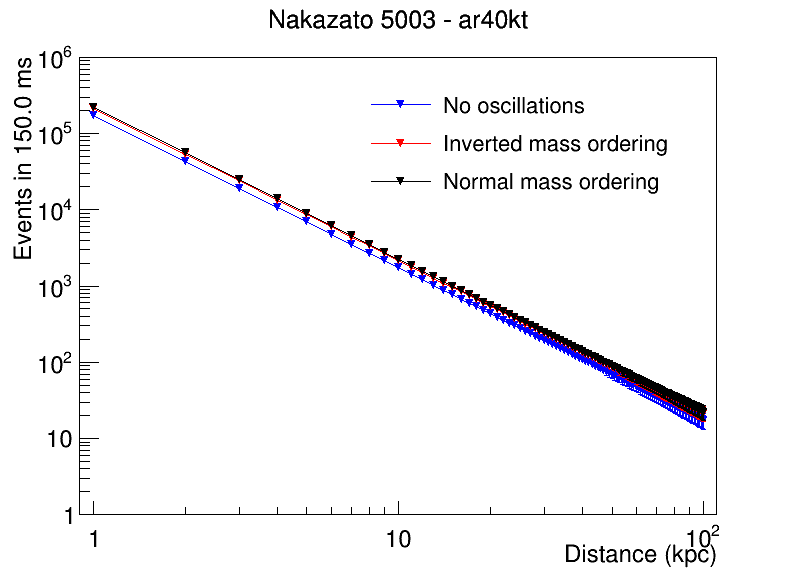 Nakazato 5003 - ar40kt
Events in 150.0 ms
10^6
10^5
10^4
10^3
10^2
10
1
No oscillations
Inverted mass ordering
Normal mass ordering
1 10 10^2
Distance (kpc)